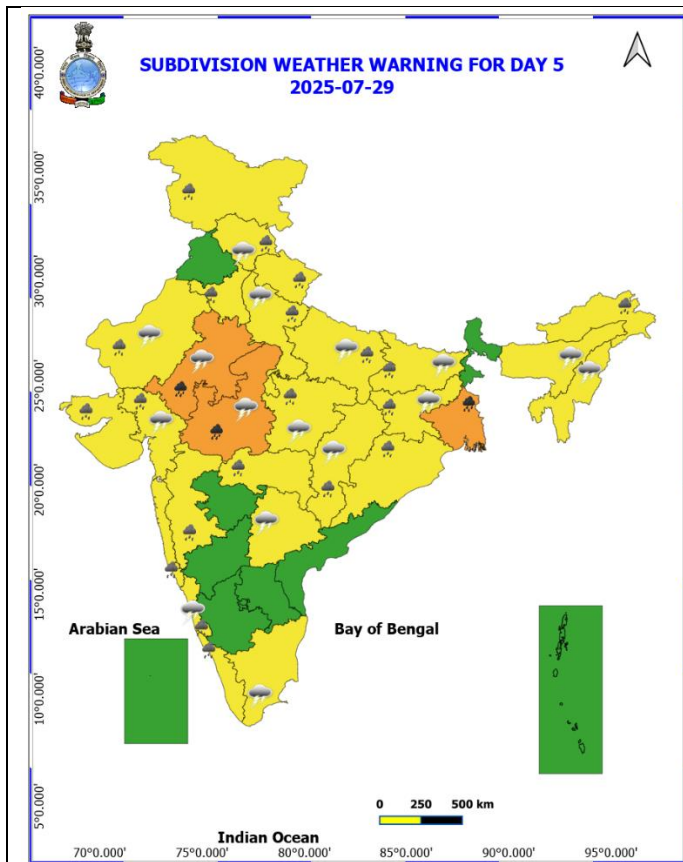 SUBDIVISION WEATHER WARNING FOR DAY 5
2025-07-29
40°0.000'
35°0.000'
30°0.000'
25°0.000'
20°0.000'
15°0.000'
10°0.000'
5°0.000'
Arabian Sea
Bay of Bengal
0 250 500 km
Indian Ocean
70°0.000' 75°0.000' 80°0.000' 85°0.000' 90°0.000' 95°0.000'